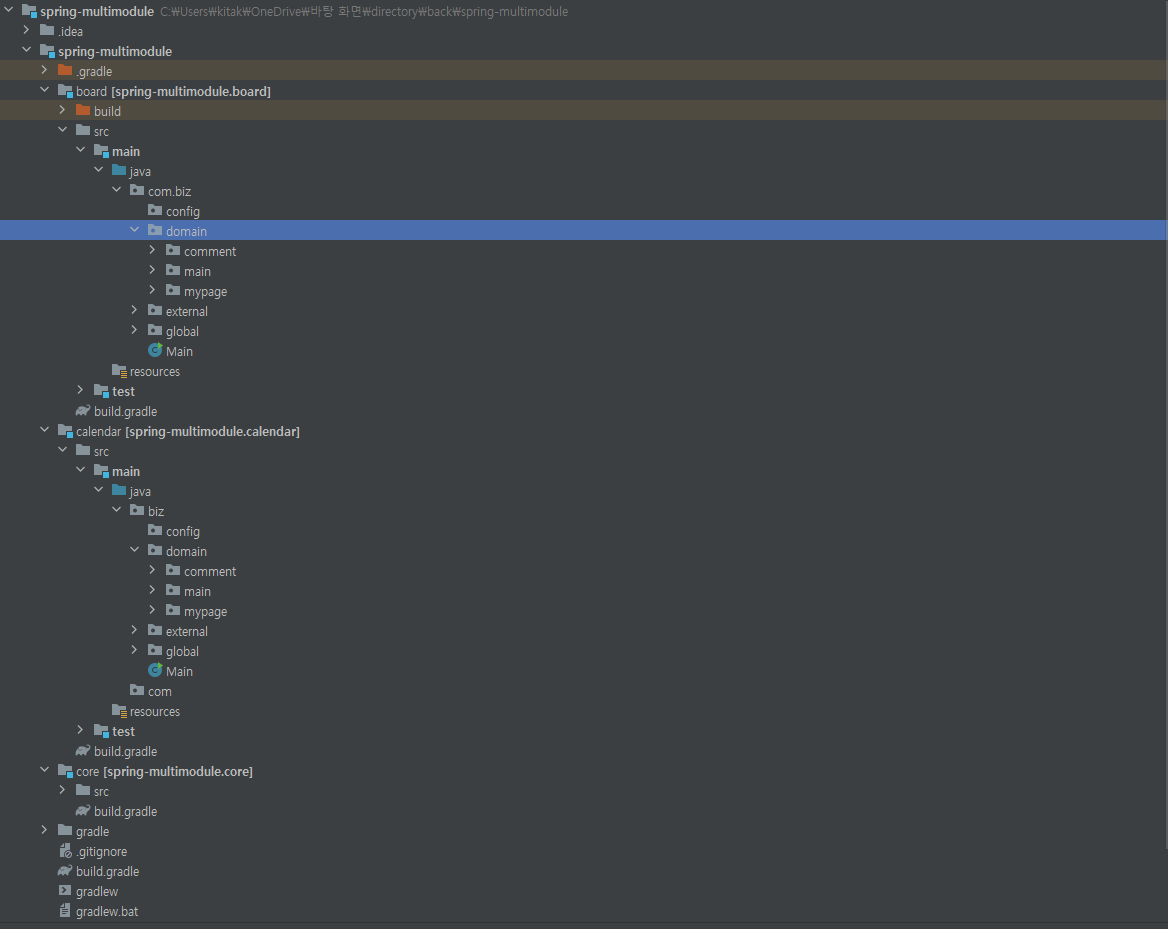 spring-multimodule C:₩Users₩kitak₩OneDrive₩바탕 화면₩directory₩back₩spring-multimodule
.idea
spring-multimodule
.gradle
board [spring-multimodule.board]
build
src
main
java
com.biz
config
domain
comment
main
mypage
external
global
Main
resources
test
build.gradle
calendar [spring-multimodule.calendar]
src
main
java
biz
config
domain
comment
main
mypage
external
global
Main
com
resources
test
build.gradle
core [spring-multimodule.core]
src
build.gradle
gradle
.gitignore
build.gradle
gradlew
gradlew.bat